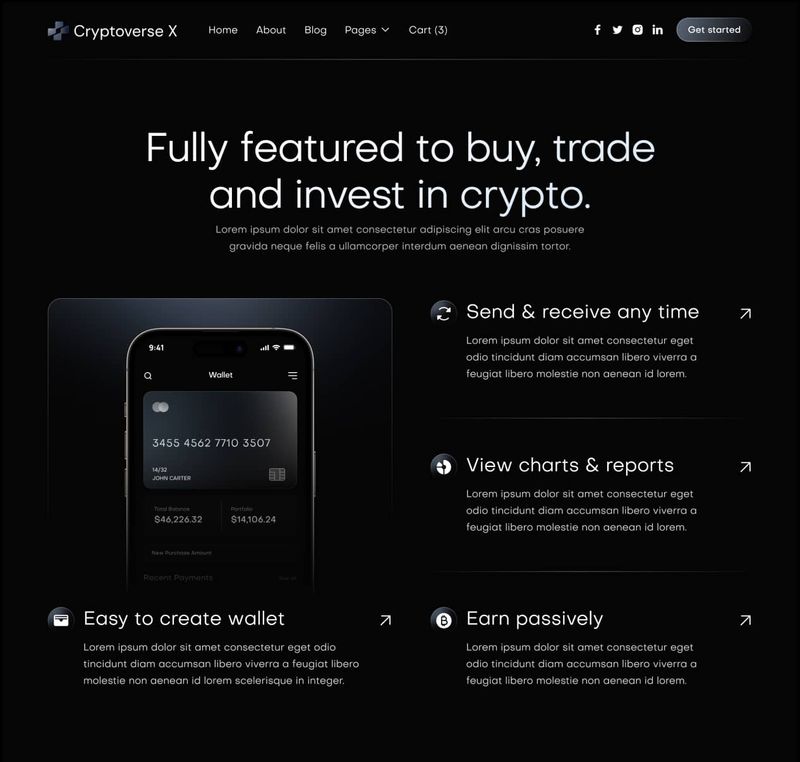 Cryptoverse X
Home
About
Blog
Pages
Cart (3)
Get started
Fully featured to buy, trade
and invest in crypto.
Lorem ipsum dolor sit amet consectetur adipiscing elit arcu cras posuere
gravida neque felis a ullamcorper interdum aenean dignissim tortor.
9:41
Wallet
3455 4562 7710 3507
14/32
JOHN CARTER
Total Balance
Portfolio
$46,226.32
$14,106.24
New Purchase Amount
Recent Payments
Easy to create wallet
Lorem ipsum dolor sit amet consectetur eget odio
tincidunt diam accumsan libero viverra a feugiat libero
molestie non aenean id lorem scelerisque in integer.
Send & receive any time
Lorem ipsum dolor sit amet consectetur eget
odio tincidunt diam accumsan libero viverra a
feugiat libero molestie non aenean id lorem.
View charts & reports
Lorem ipsum dolor sit amet consectetur eget
odio tincidunt diam accumsan libero viverra a
feugiat libero molestie non aenean id lorem.
Earn passively
Lorem ipsum dolor sit amet consectetur eget
odio tincidunt diam accumsan libero viverra a
feugiat libero molestie non aenean id lorem.